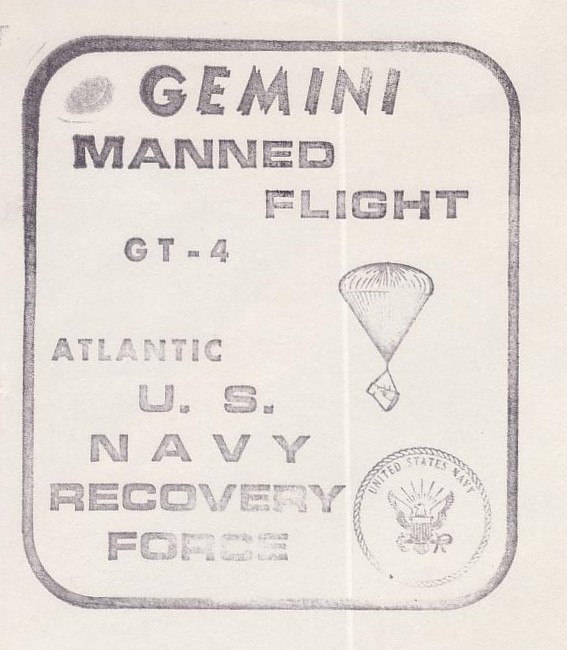 GEMINI
MANNED
FLIGHT
GT-4
ATLANTIC
U. S.
NAVY
RECOVERY
FORCE
UNITED STATES NAVY